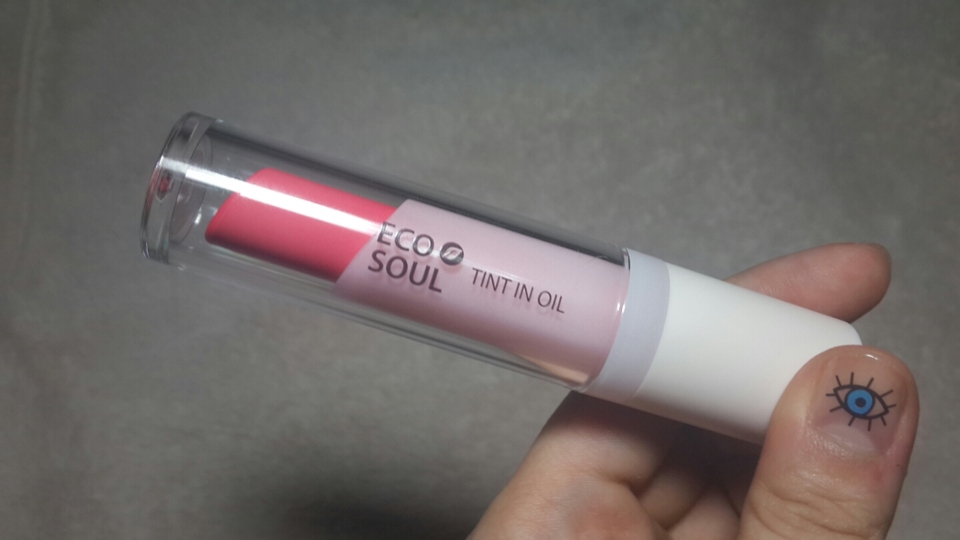 ECO
SOUL
TINT IN OIL